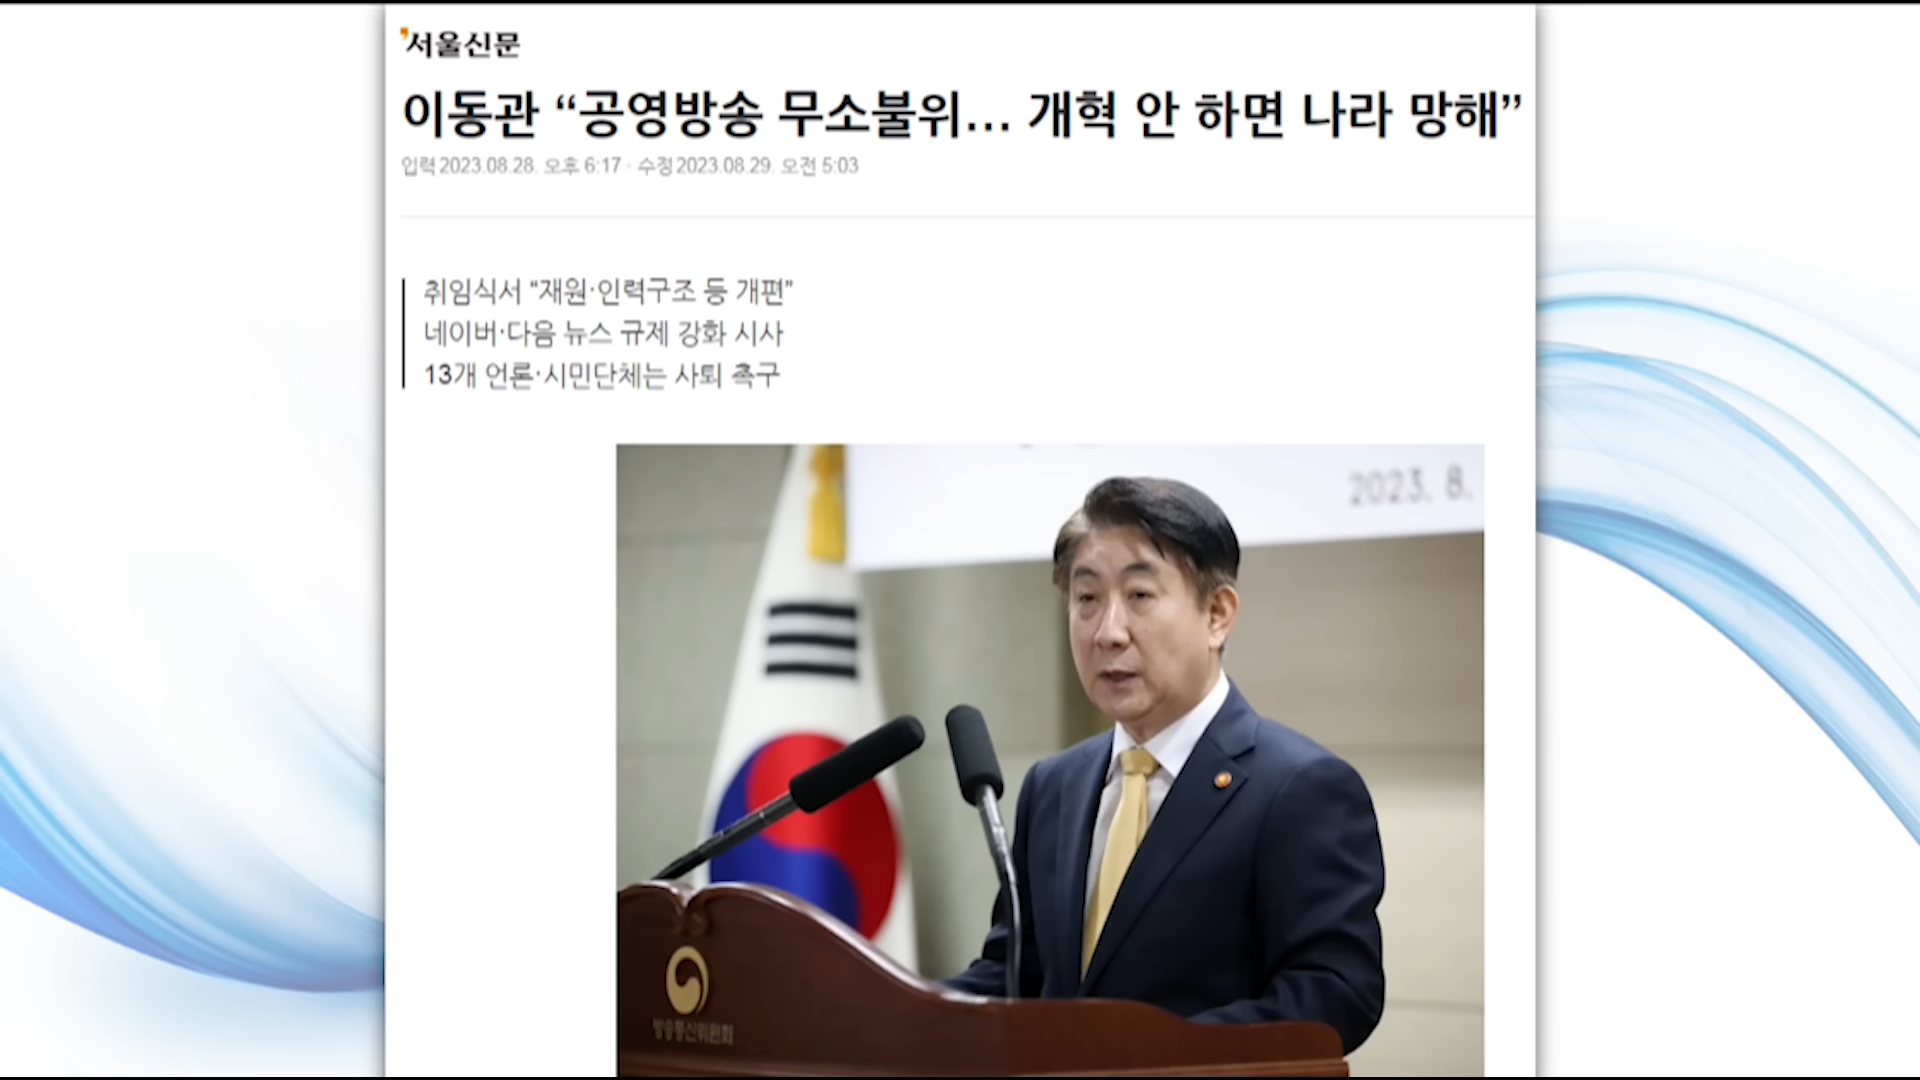 서울신문
이동관 “공영방송 무소불위... 개혁 안 하면 나라 망해”
입력 2023.08.28. 오후 6:17 · 수정 2023.08.29. 오전 5:03
취임식서 “재원·인력구조 등 개편”
네이버·다음 뉴스 규제 강화 시사
13개 언론·시민단체는 사퇴 촉구
2023. 8.
방송통신위원회